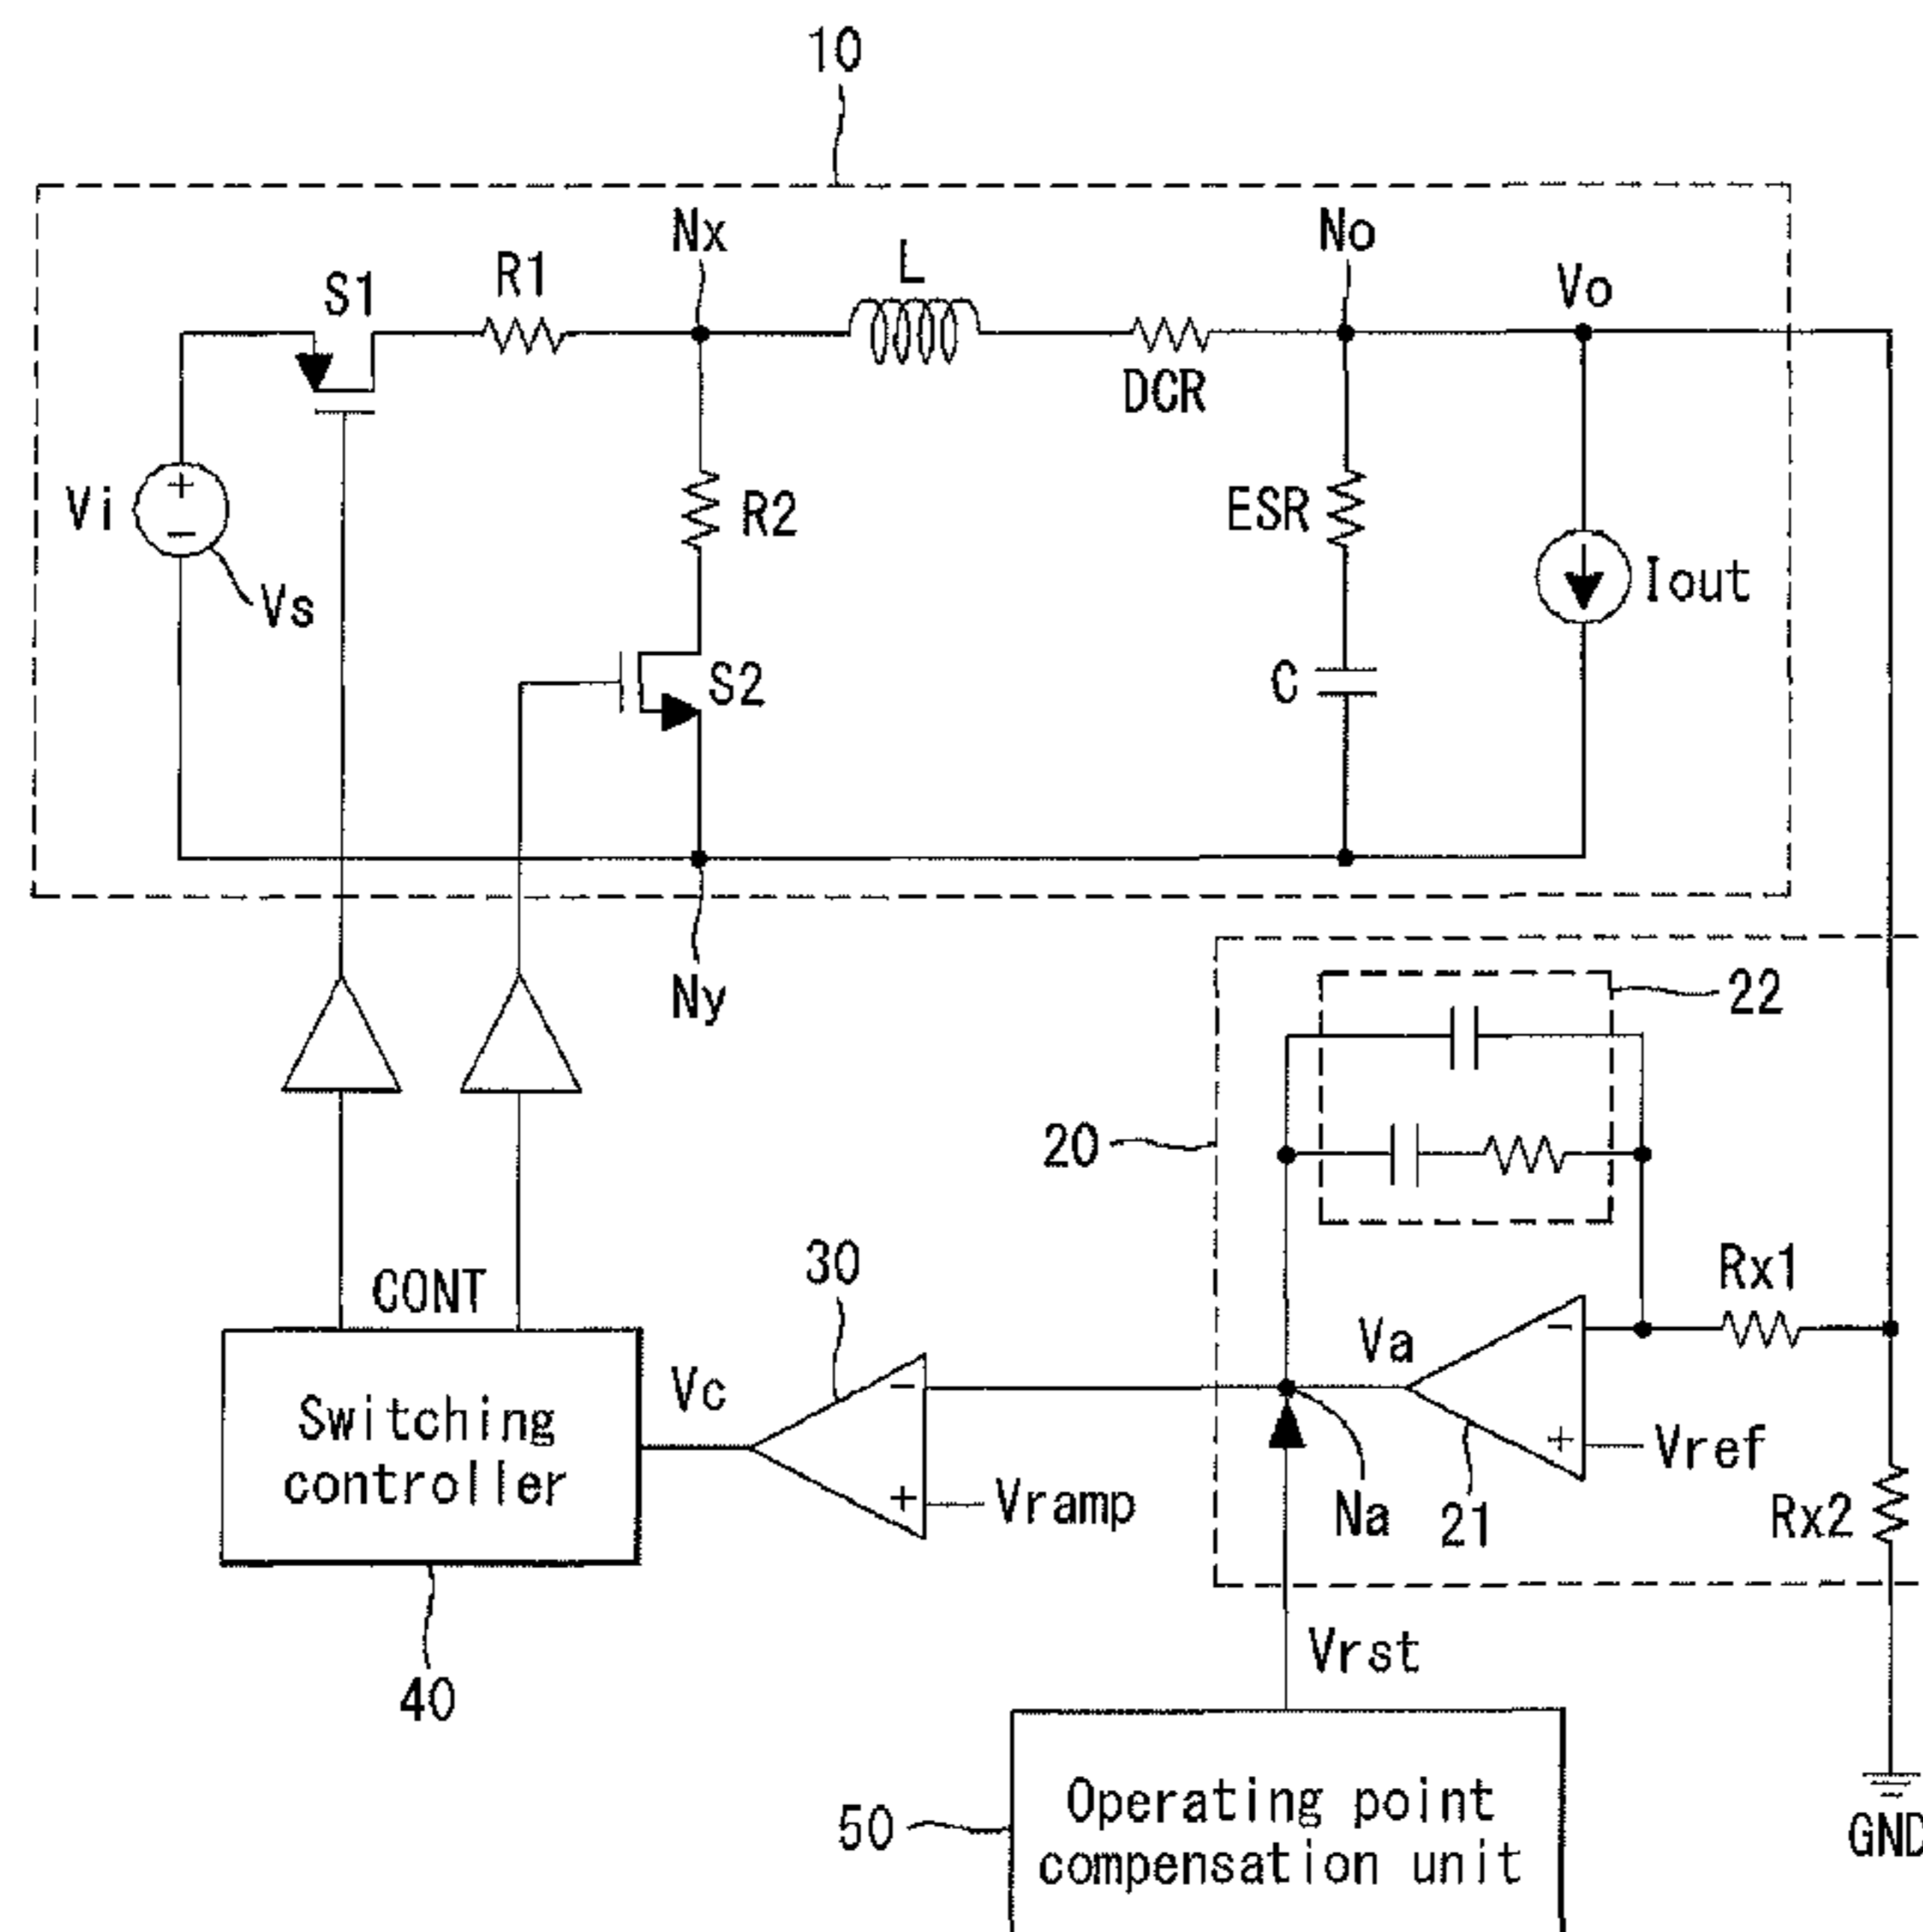 10
Nx
No
S1
R1
L
Vo
DCR
Vi
Vs
R2
ESR
Iout
S2
C
Ny
22
20
30
Rx1
CONT
Va
Vc
Switching
controller
Vref
Vramp
Na
21
Rx2
40
Vrst
50
Operating point
compensation unit
GND